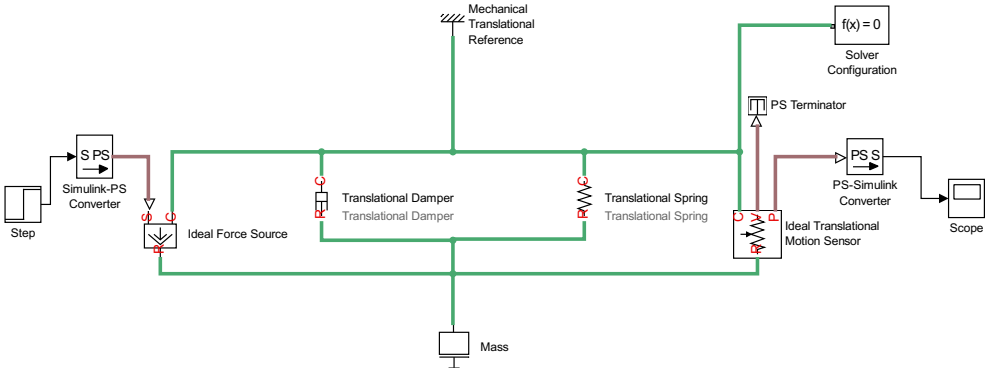 Mechanical
Translational
Reference
f(x) = 0
Solver
Configuration
PS Terminator
S PS
Simulink-PS
Converter
PS S
PS-Simulink
Converter
Step
S
C
R
Ideal Force Source
C
R
Translational Damper
Translational Damper
C
R
Translational Spring
Translational Spring
C
V
P
R
Ideal Translational
Motion Sensor
Scope
Mass